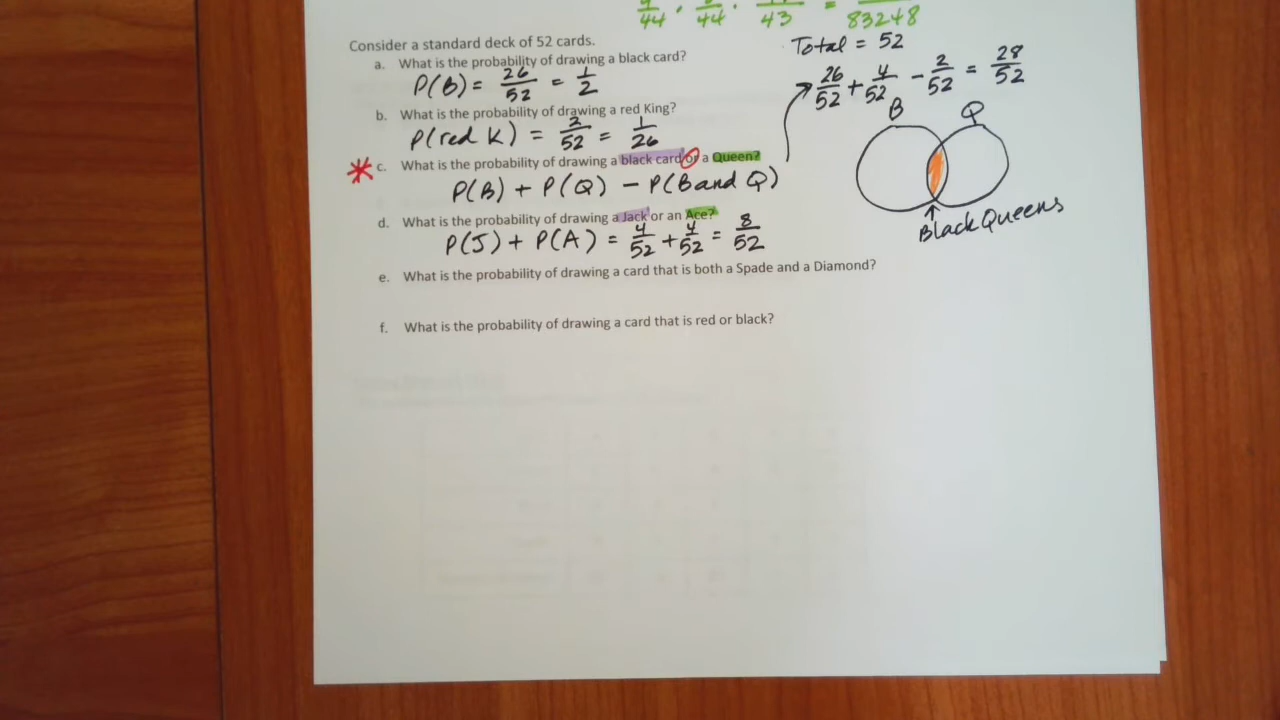 44 . 44 . 43 = 83248
Consider a standard deck of 52 cards.
Total = 52
a. What is the probability of drawing a black card?
P(B) = 26/52 = 1/2
26/52 + 4/52 - 2/52 = 28/52
b. What is the probability of drawing a red King?
P(red K) = 2/52 = 1/26
B Q
* c. What is the probability of drawing a black card or a Queen?
P(B) + P(Q) - P(B and Q)
Black Queens
d. What is the probability of drawing a Jack or an Ace?
P(J) + P(A) = 4/52 + 4/52 = 8/52
e. What is the probability of drawing a card that is both a Spade and a Diamond?
f. What is the probability of drawing a card that is red or black?